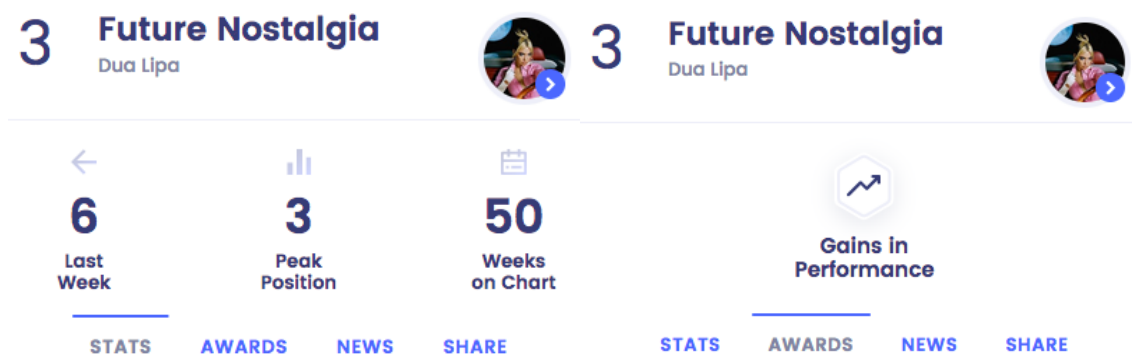 3
Future Nostalgia
Dua Lipa
6
Last
Week
3
Peak
Position
50
Weeks
on Chart
STATS
AWARDS
NEWS
SHARE
3
Future Nostalgia
Dua Lipa
Gains in
Performance
STATS
AWARDS
NEWS
SHARE